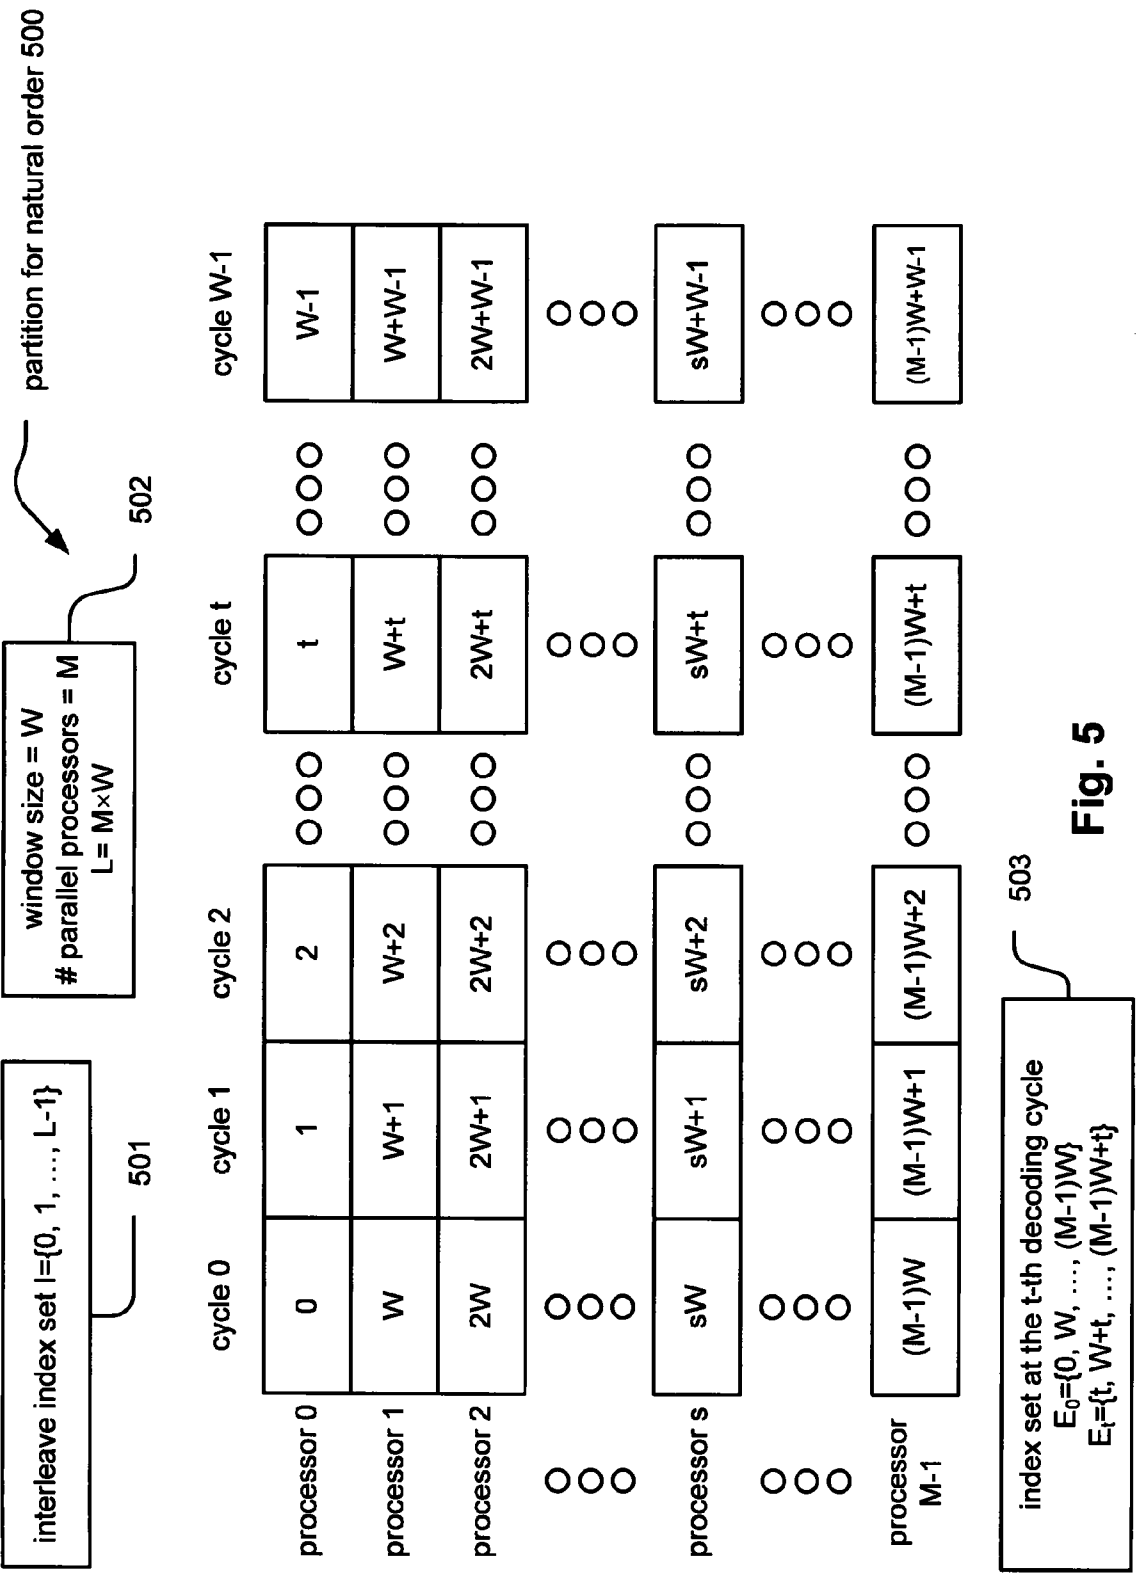 partition for natural order 500
interleave index set I={0, 1, ..., L-1}
501
window size = W
# parallel processors = M
L= M×W
502
cycle 0 cycle 1 cycle 2 cycle t cycle W-1
processor 0 0 1 2 t W-1
processor 1 W W+1 W+2 W+t W+W-1
processor 2 2W 2W+1 2W+2 2W+t 2W+W-1
processor s sW sW+1 sW+2 sW+t sW+W-1
processor
M-1
(M-1)W (M-1)W+1 (M-1)W+2 (M-1)W+t (M-1)W+W-1
index set at the t-th decoding cycle
E₀={0, W, ..., (M-1)W}
Eₜ={t, W+t, ..., (M-1)W+t}
503
Fig. 5